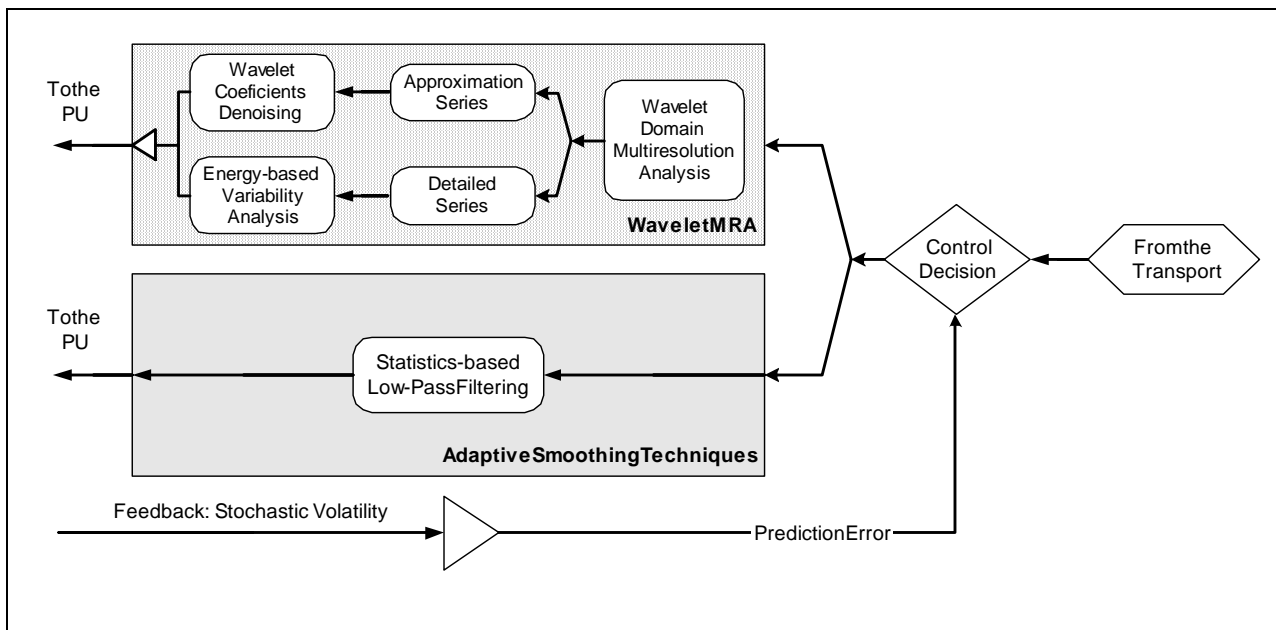 Tothe
PU
Wavelet
Coeficients
Denoising
Approximation
Series
Wavelet
Domain
Multiresolution
Analysis
Energy-based
Variability
Analysis
Detailed
Series
WaveletMRA
Control
Decision
Fromthe
Transport
Tothe
PU
Statistics-based
Low-PassFiltering
AdaptiveSmoothingTechniques
Feedback: Stochastic Volatility
PredictionError